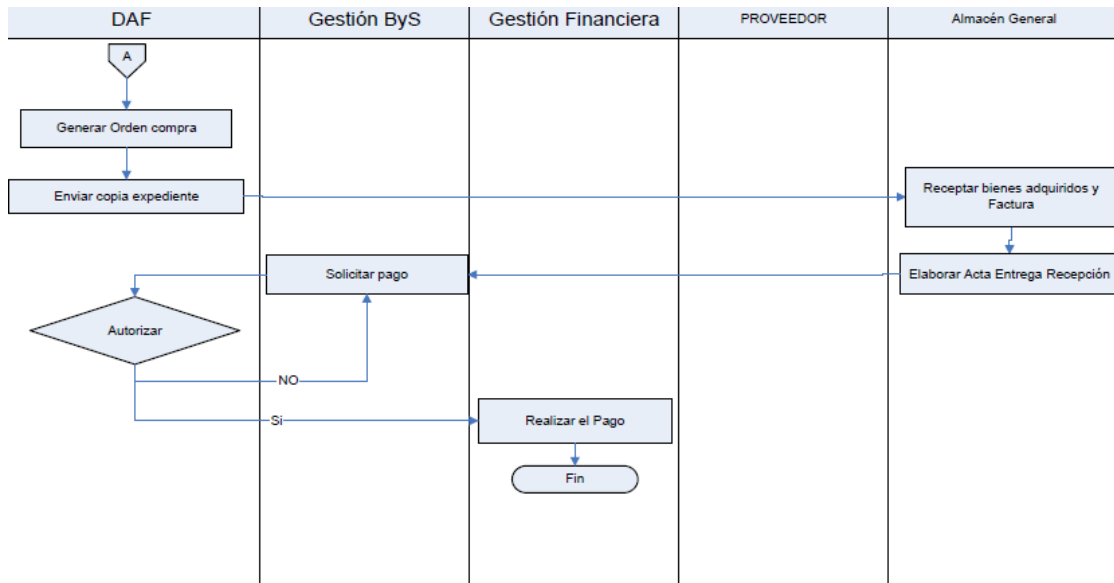 DAF
Gestión ByS
Gestión Financiera
PROVEEDOR
Almacén General
A
Generar Orden compra
Enviar copia expediente
Receptar bienes adquiridos y
Factura
Solicitar pago
Elaborar Acta Entrega Recepción
Autorizar
NO
Si
Realizar el Pago
Fin